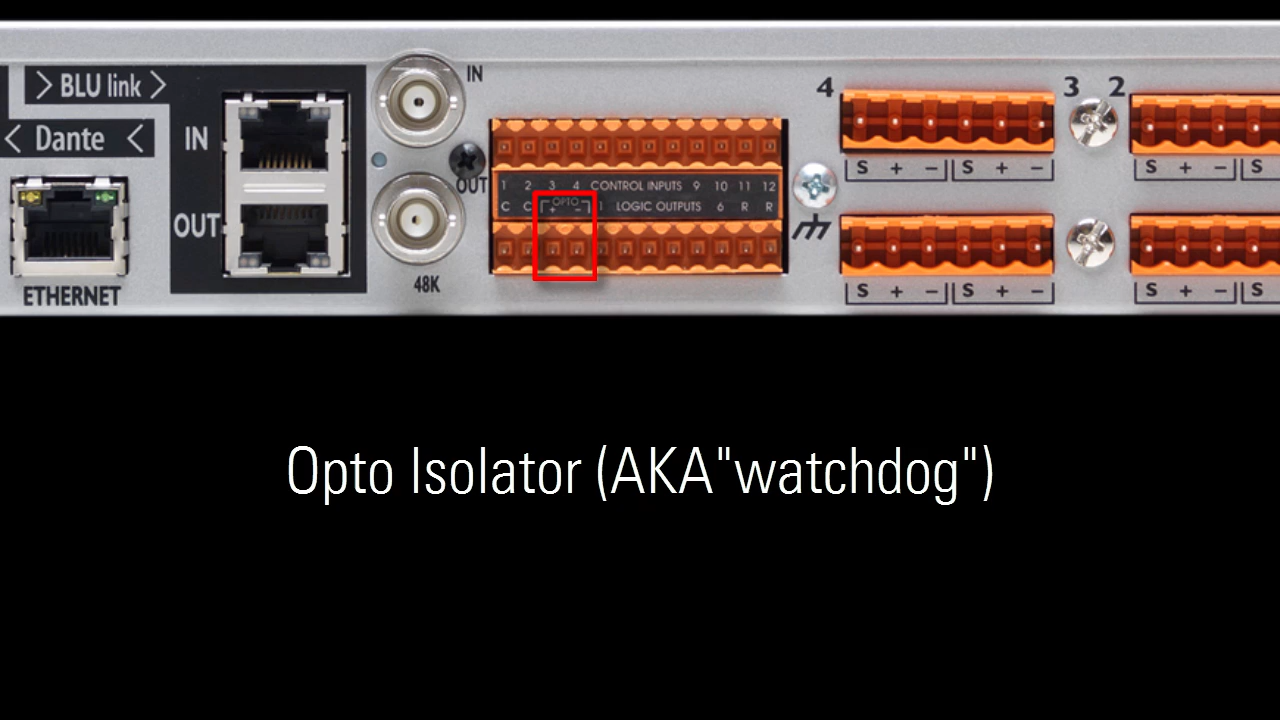 > BLU link >
< Dante <
IN
OUT
ETHERNET
IN
OUT
48K
1 2 3 4 CONTROL INPUTS 9 10 11 12
C C OPTO + − 1 LOGIC OUTPUTS 6 R R
4
3
2
S + − S + −
S + − S
S + − S + −
S + − S
Opto Isolator (AKA"watchdog")